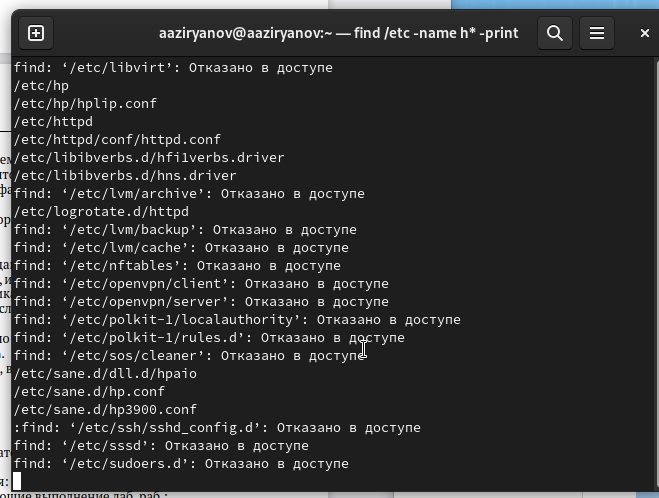 aaziryanov@aaziryanov:~ — find /etc -name h* -print
find: ‘/etc/libvirt’: Отказано в доступе
/etc/hp
/etc/hp/hplip.conf
/etc/httpd
/etc/httpd/conf/httpd.conf
/etc/libibverbs.d/hfi1verbs.driver
/etc/libibverbs.d/hns.driver
find: ‘/etc/lvm/archive’: Отказано в доступе
/etc/logrotate.d/httpd
find: ‘/etc/lvm/backup’: Отказано в доступе
find: ‘/etc/lvm/cache’: Отказано в доступе
find: ‘/etc/nftables’: Отказано в доступе
find: ‘/etc/openvpn/client’: Отказано в доступе
find: ‘/etc/openvpn/server’: Отказано в доступе
find: ‘/etc/polkit-1/localauthority’: Отказано в доступе
find: ‘/etc/polkit-1/rules.d’: Отказано в доступе
find: ‘/etc/sos/cleaner’: Отказано в доступе
/etc/sane.d/dll.d/hpaio
/etc/sane.d/hp.conf
/etc/sane.d/hp3900.conf
:find: ‘/etc/ssh/sshd_config.d’: Отказано в доступе
find: ‘/etc/sssd’: Отказано в доступе
find: ‘/etc/sudoers.d’: Отказано в доступе